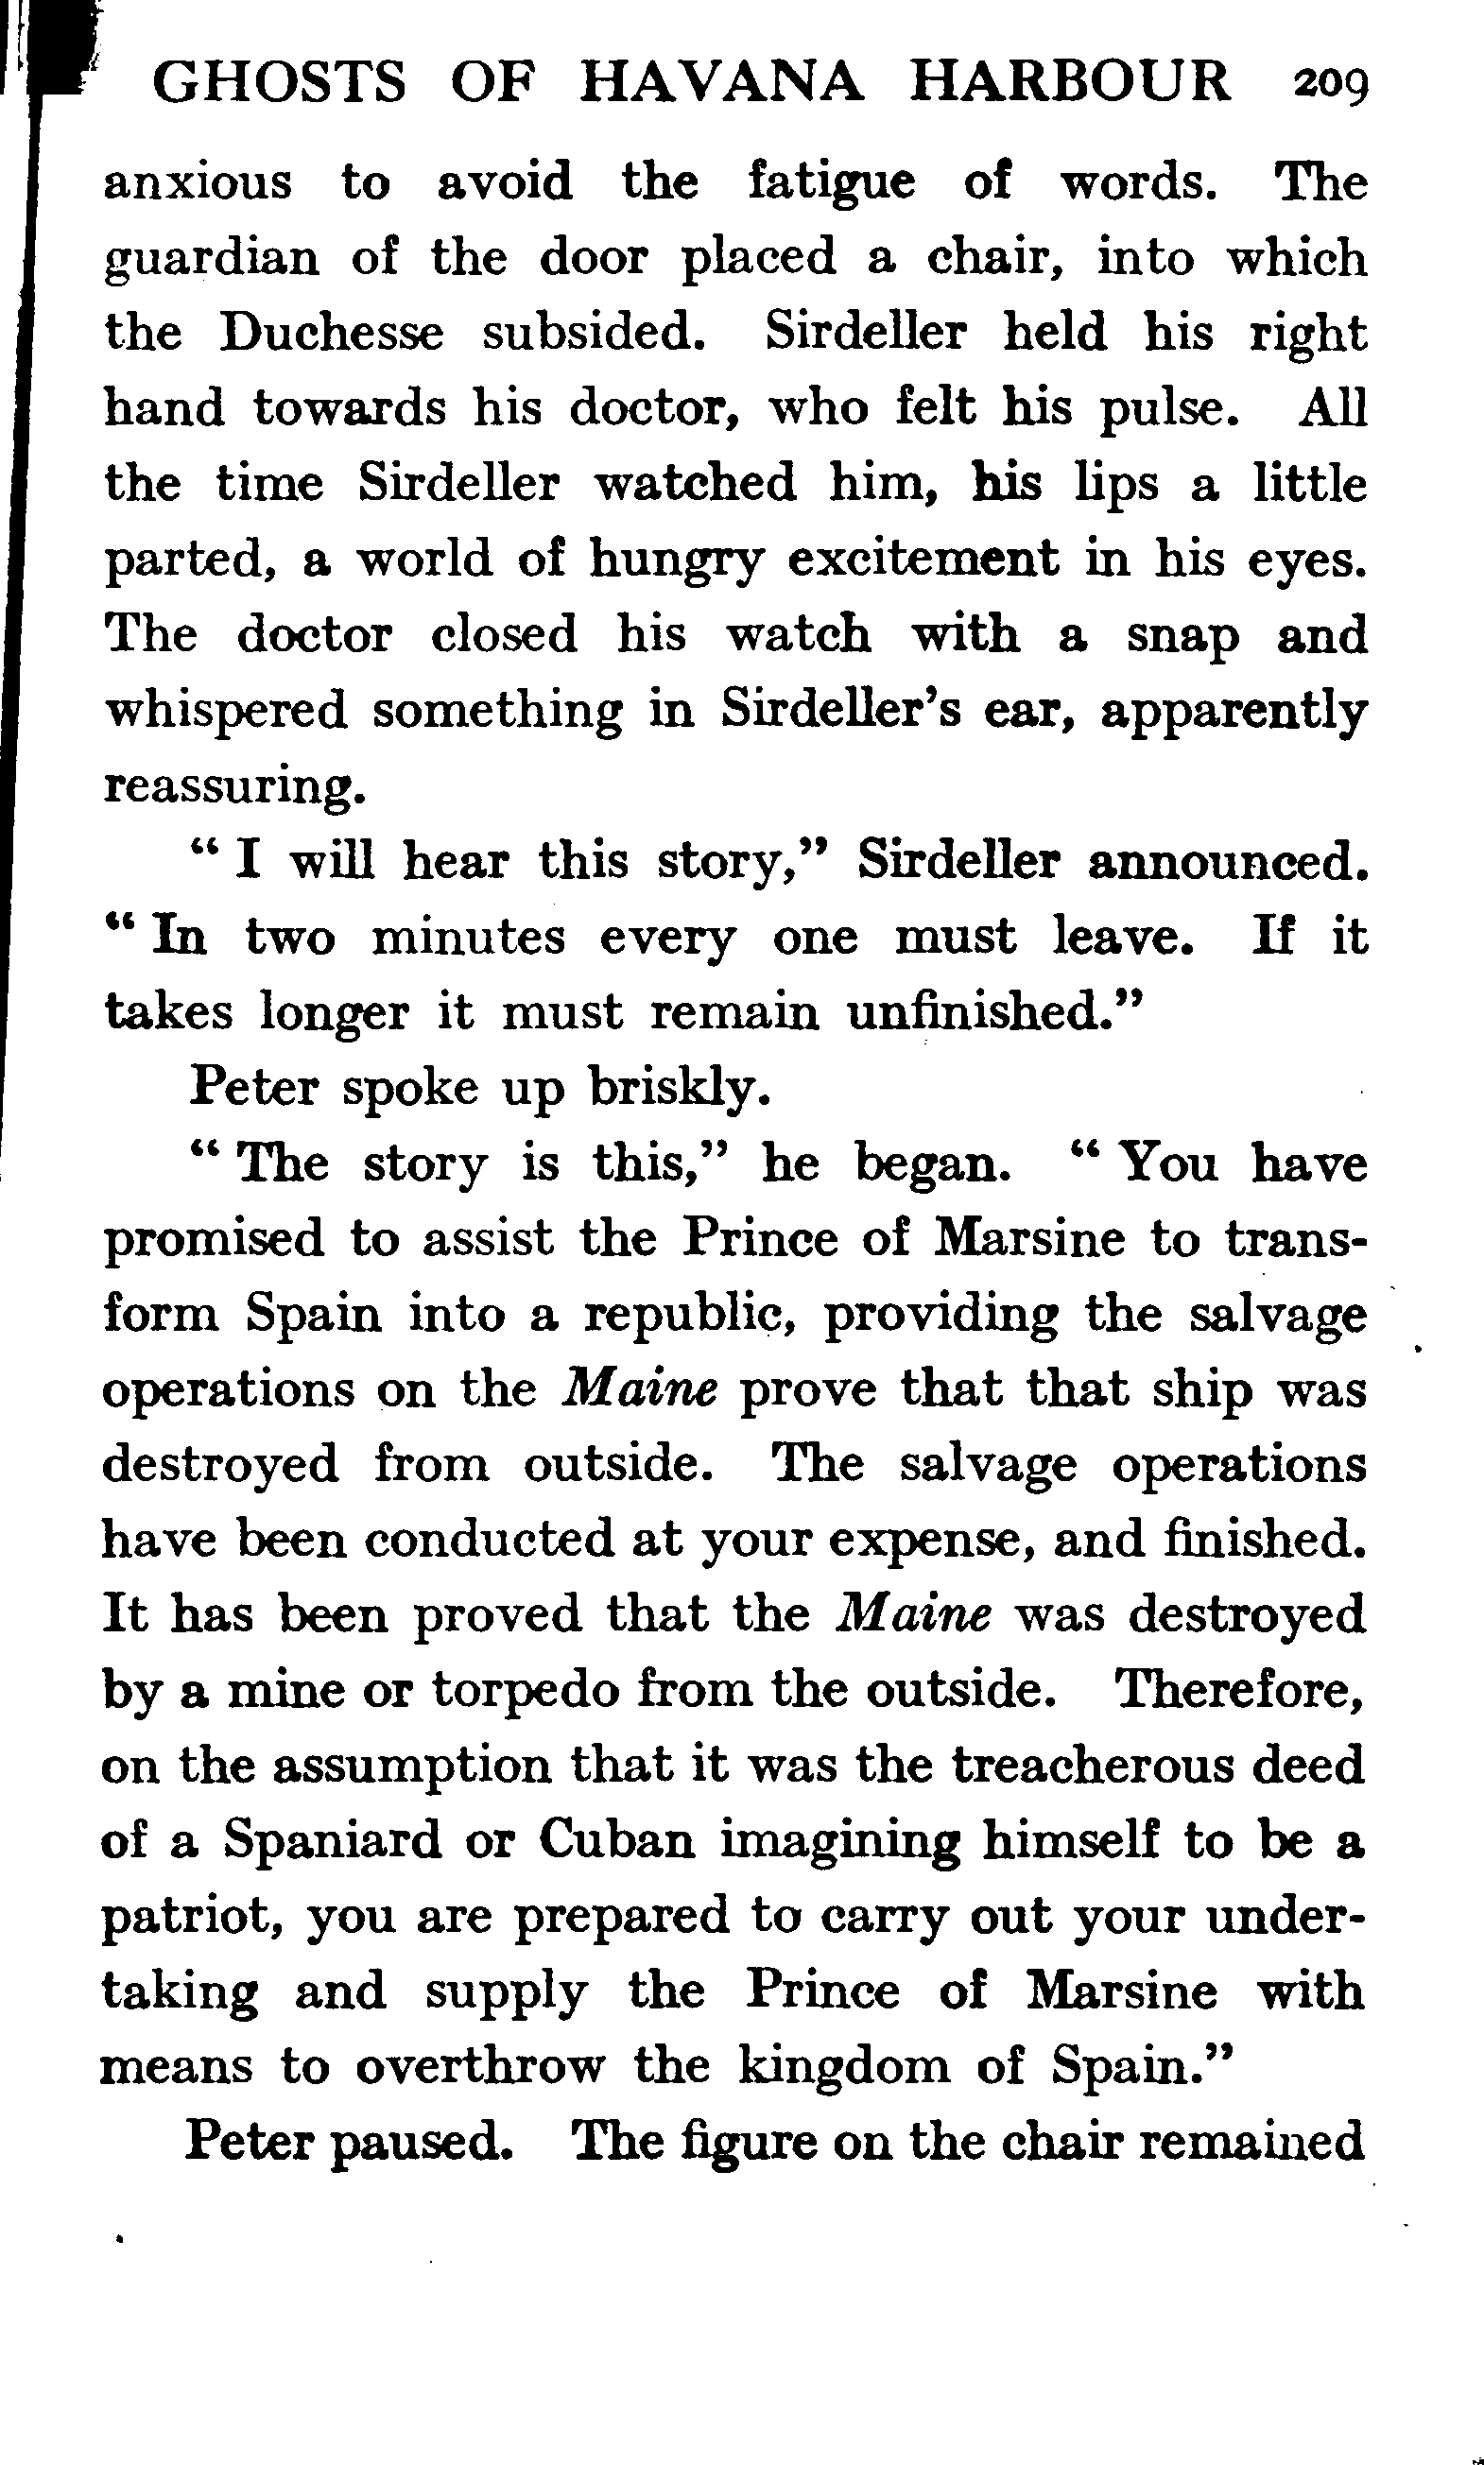 GHOSTS OF HAVANA HARBOUR 209
anxious to avoid the fatigue of words. The
guardian of the door placed a chair, into which
the Duchesse subsided. Sirdeller held his right
hand towards his doctor, who felt his pulse. All
the time Sirdeller watched him, his lips a little
parted, a world of hungry excitement in his eyes.
The doctor closed his watch with a snap and
whispered something in Sirdeller's ear, apparently
reassuring.
“ I will hear this story,” Sirdeller announced.
“ In two minutes every one must leave. If it
takes longer it must remain unfinished.”
Peter spoke up briskly.
“ The story is this,” he began. “ You have
promised to assist the Prince of Marsine to trans-
form Spain into a republic, providing the salvage
operations on the Maine prove that that ship was
destroyed from outside. The salvage operations
have been conducted at your expense, and finished.
It has been proved that the Maine was destroyed
by a mine or torpedo from the outside. Therefore,
on the assumption that it was the treacherous deed
of a Spaniard or Cuban imagining himself to be a
patriot, you are prepared to carry out your under-
taking and supply the Prince of Marsine with
means to overthrow the kingdom of Spain.”
Peter paused. The figure on the chair remained